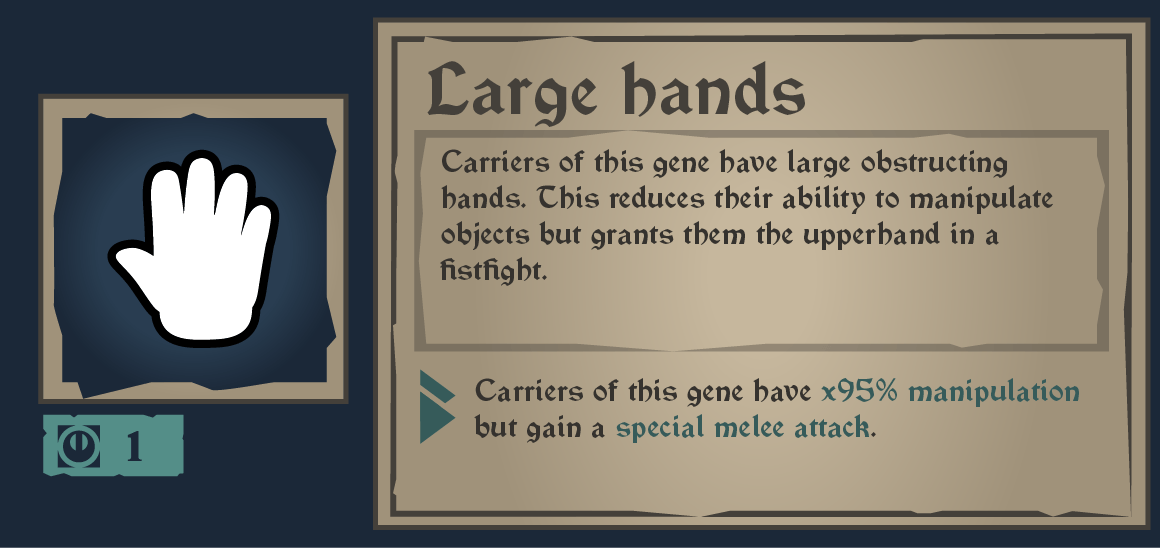 Large hands
Carriers of this gene have large obstructing
hands. This reduces their ability to manipulate
objects but grants them the upperhand in a
fistfight.
Carriers of this gene have x95% manipulation
but gain a special melee attack.
1